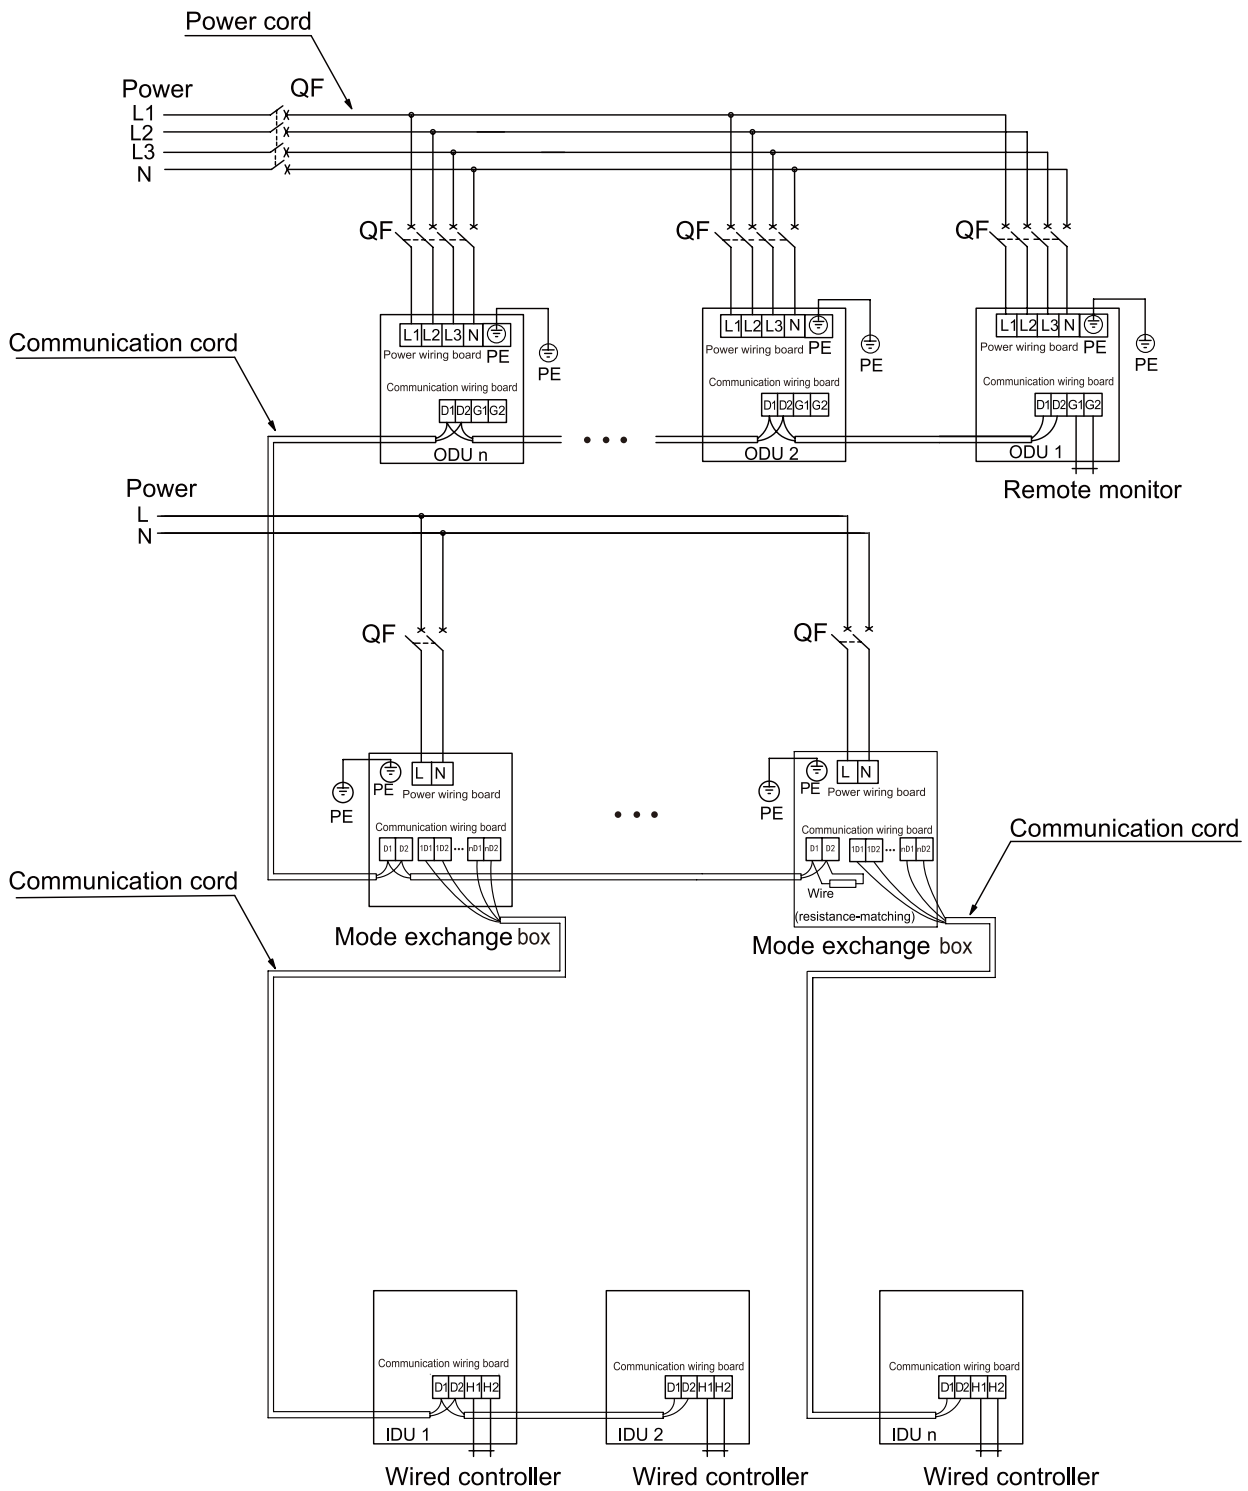 Power cord
Power
QF
L1
L2
L3
N
QF
QF
QF
L1 L2 L3 N
Power wiring board PE
PE
Communication wiring board
D1 D2 G1 G2
ODU n
L1 L2 L3 N
Power wiring board PE
PE
Communication wiring board
D1 D2 G1 G2
ODU 2
L1 L2 L3 N
Power wiring board PE
PE
Communication wiring board
D1 D2 G1 G2
ODU 1
Remote monitor
Communication cord
• • •
Power
L
N
QF
QF
PE
PE
L N
Power wiring board
Communication wiring board
D1 D2 1D1 1D2 ••• nD1 nD2
Mode exchange box
• • •
PE
PE
L N
Power wiring board
Communication wiring board
D1 D2 1D1 1D2 ••• nD1 nD2
Wire
(resistance-matching)
Mode exchange box
Communication cord
Communication cord
Communication wiring board
D1 D2 H1 H2
IDU 1
Wired controller
Communication wiring board
D1 D2 H1 H2
IDU 2
Wired controller
Communication wiring board
D1 D2 H1 H2
IDU n
Wired controller